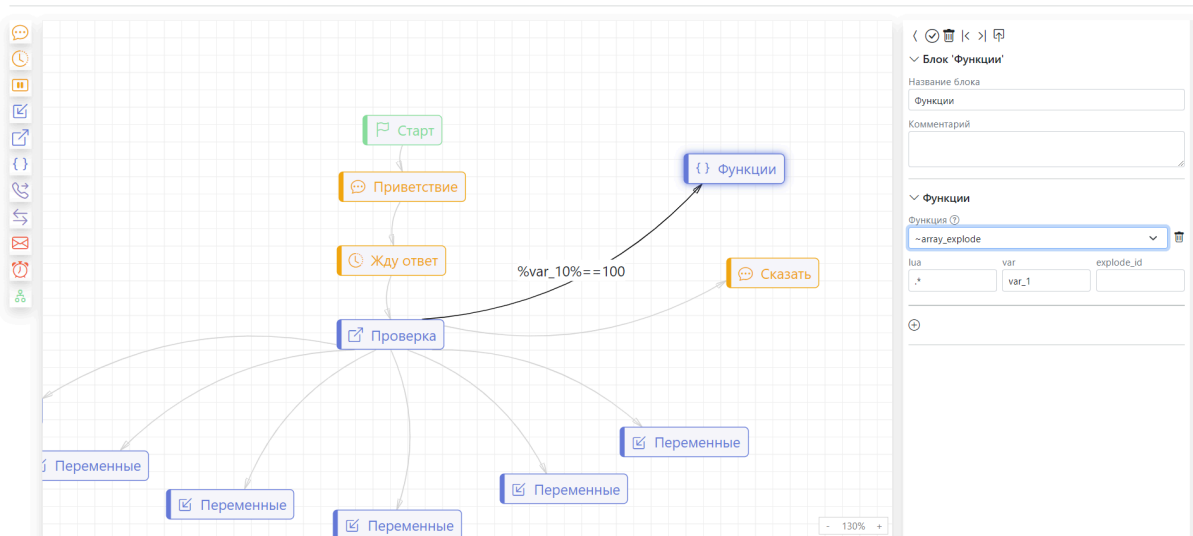 Старт
Приветствие
Жду ответ
%var_10%==100
Функции
Сказать
Проверка
Переменные
Переменные
Переменные
Переменные
Переменные
- 130% +
Блок 'Функции'
Название блока
Функции
Комментарий
Функции
Функция
~array_explode
lua var explode_id
.* var_1